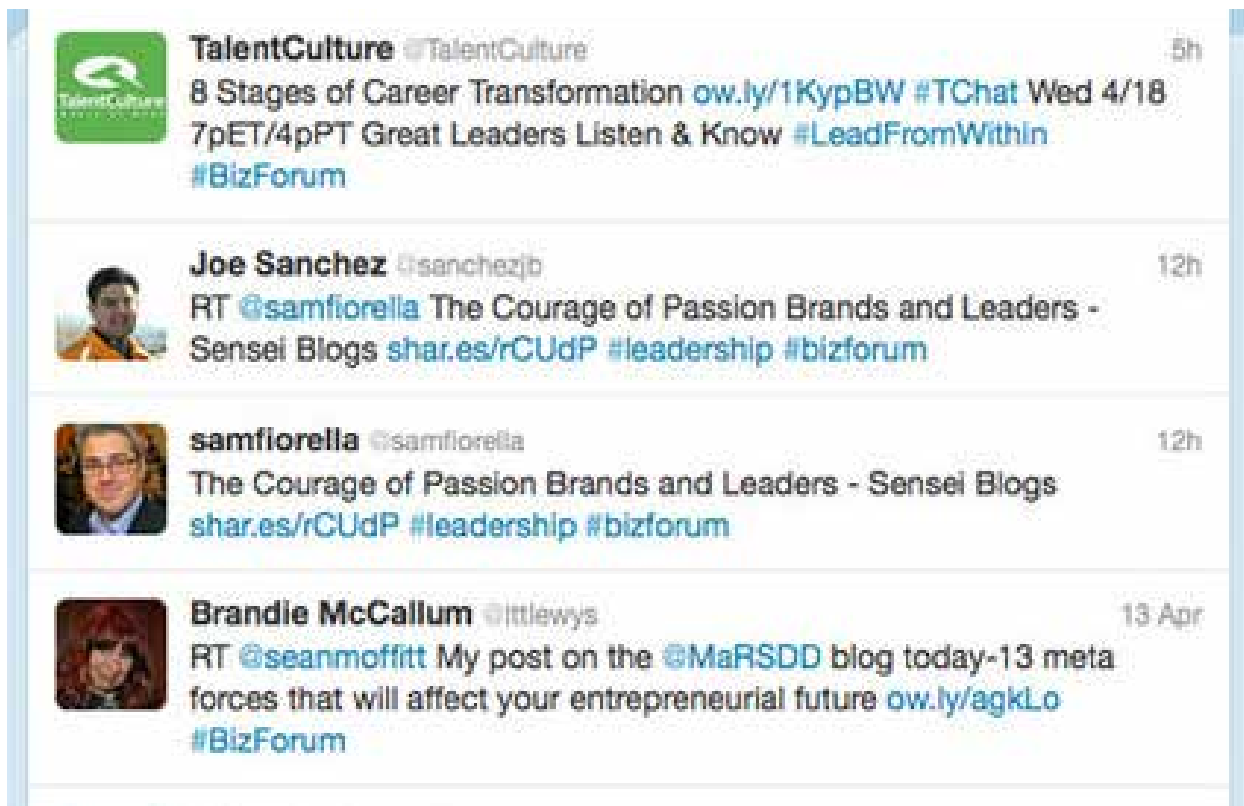 TalentCulture @TalentCulture 5h
8 Stages of Career Transformation ow.ly/1KypBW #TChat Wed 4/18
7pET/4pPT Great Leaders Listen & Know #LeadFromWithin
#BizForum
TalentCulture
Joe Sanchez @sanchezjb 12h
RT @samfiorella The Courage of Passion Brands and Leaders -
Sensei Blogs shar.es/rCUdP #leadership #bizforum
samfiorella @samfiorella 12h
The Courage of Passion Brands and Leaders - Sensei Blogs
shar.es/rCUdP #leadership #bizforum
Brandie McCallum @lttlewys 13 Apr
RT @seanmoffitt My post on the @MaRSDD blog today-13 meta
forces that will affect your entrepreneurial future ow.ly/agkLo
#BizForum